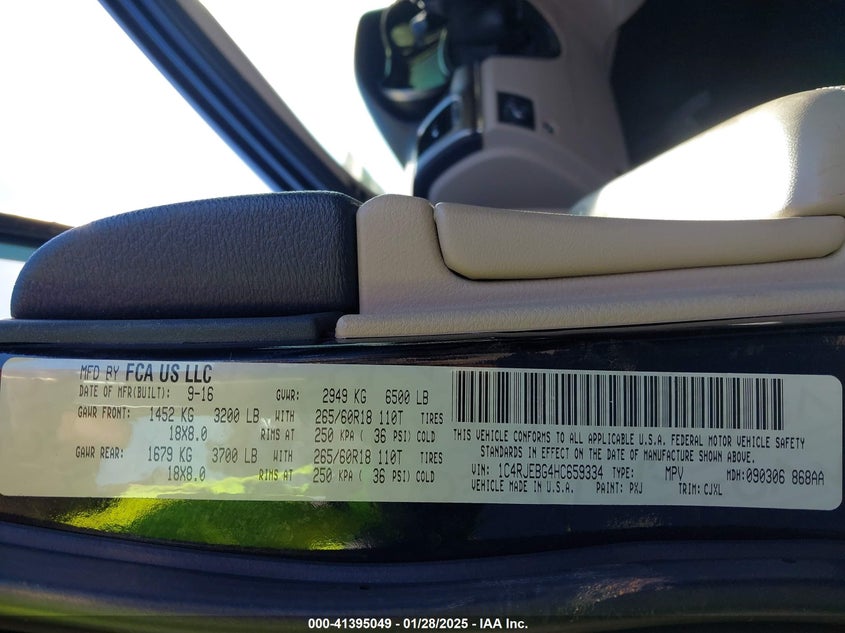 MFD BY FCA US LLC
DATE OF MFR(BUILT): 9-16 GVWR: 2949 KG 6500 LB
GAWR FRONT: 1452 KG 3200 LB WITH 265/60R18 110T TIRES
18X8.0 RIMS AT 250 KPA ( 36 PSI) COLD
GAWR REAR: 1679 KG 3700 LB WITH 265/60R18 110T TIRES
18X8.0 RIMS AT 250 KPA ( 36 PSI) COLD
THIS VEHICLE CONFORMS TO ALL APPLICABLE U.S.A. FEDERAL MOTOR VEHICLE SAFETY
STANDARDS IN EFFECT ON THE DATE OF MANUFACTURE SHOWN ABOVE.
VIN: 1C4RJEBG4HC659334 TYPE: MPV MDH:090306 868AA
VEHICLE MADE IN U.S.A. PAINT: PXJ TRIM: CJXL
000-41395049 - 01/28/2025 - IAA Inc.